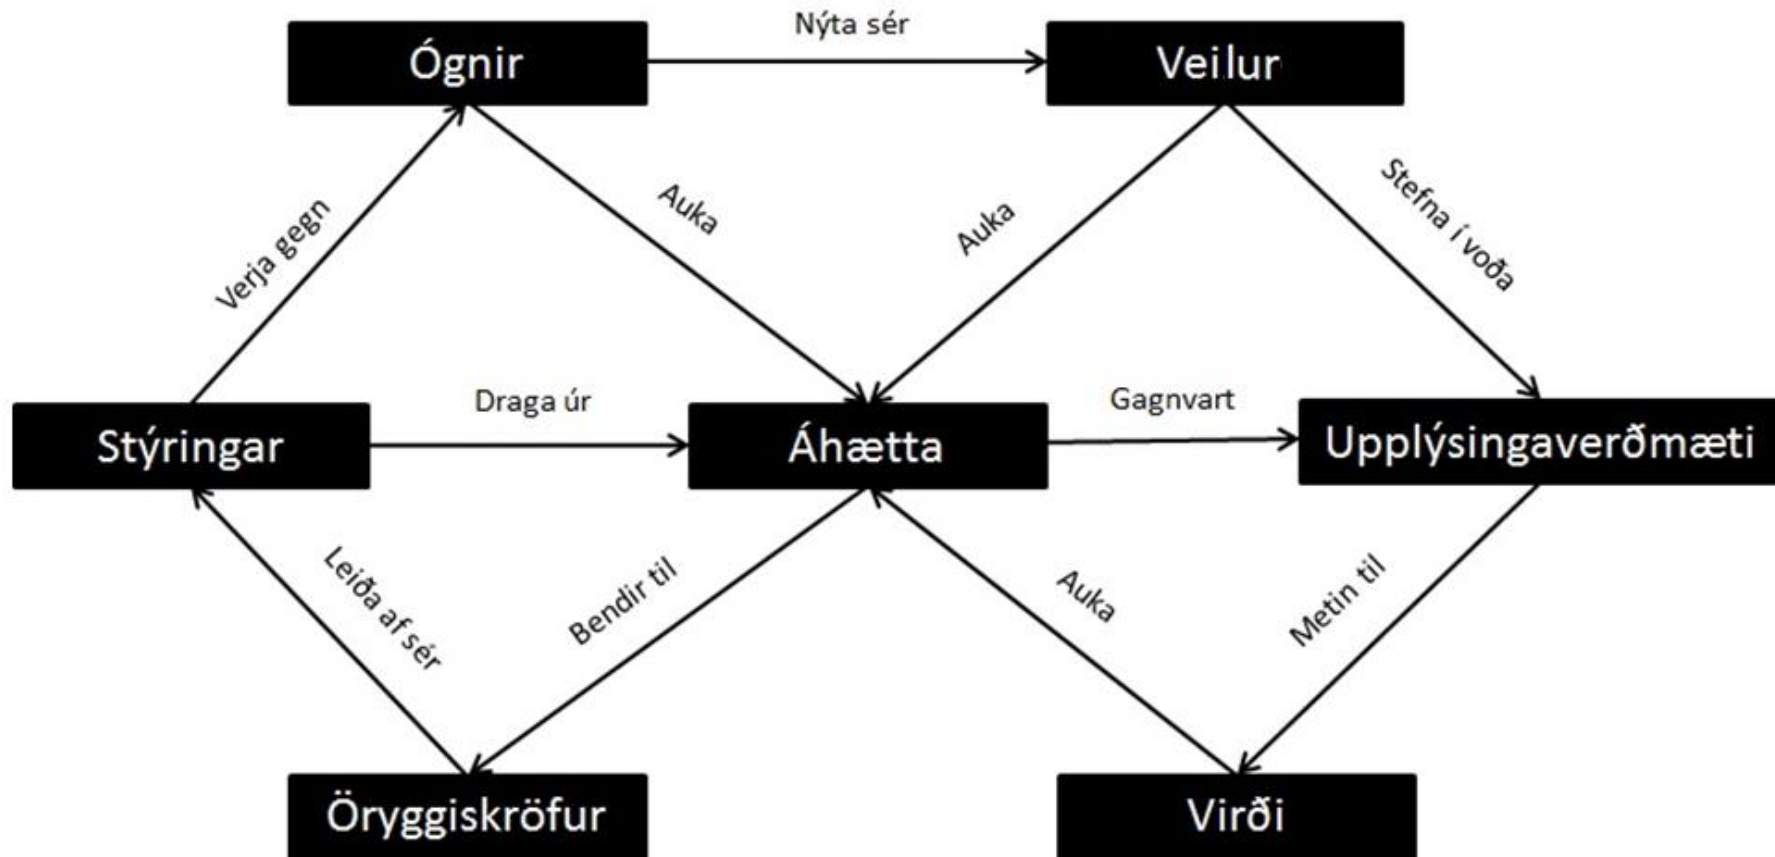 Nýta sér
Ógnir
Veilur
Verja gegn
Auka
Auka
Stefna í voða
Draga úr
Gagnvart
Stýringar
Áhætta
Upplýsingaverðmæti
Leiða af sér
Bendir til
Auka
Metin til
Öryggiskröfur
Virði